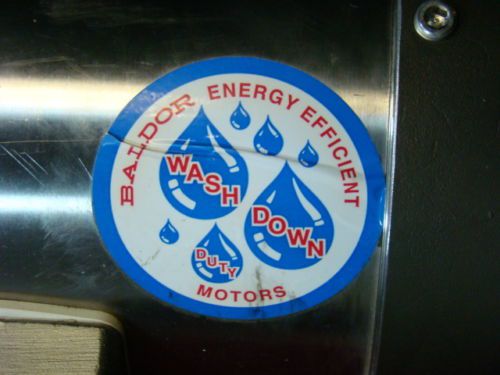 BALDOR ENERGY EFFICIENT
WASH
DOWN
DUTY
MOTORS